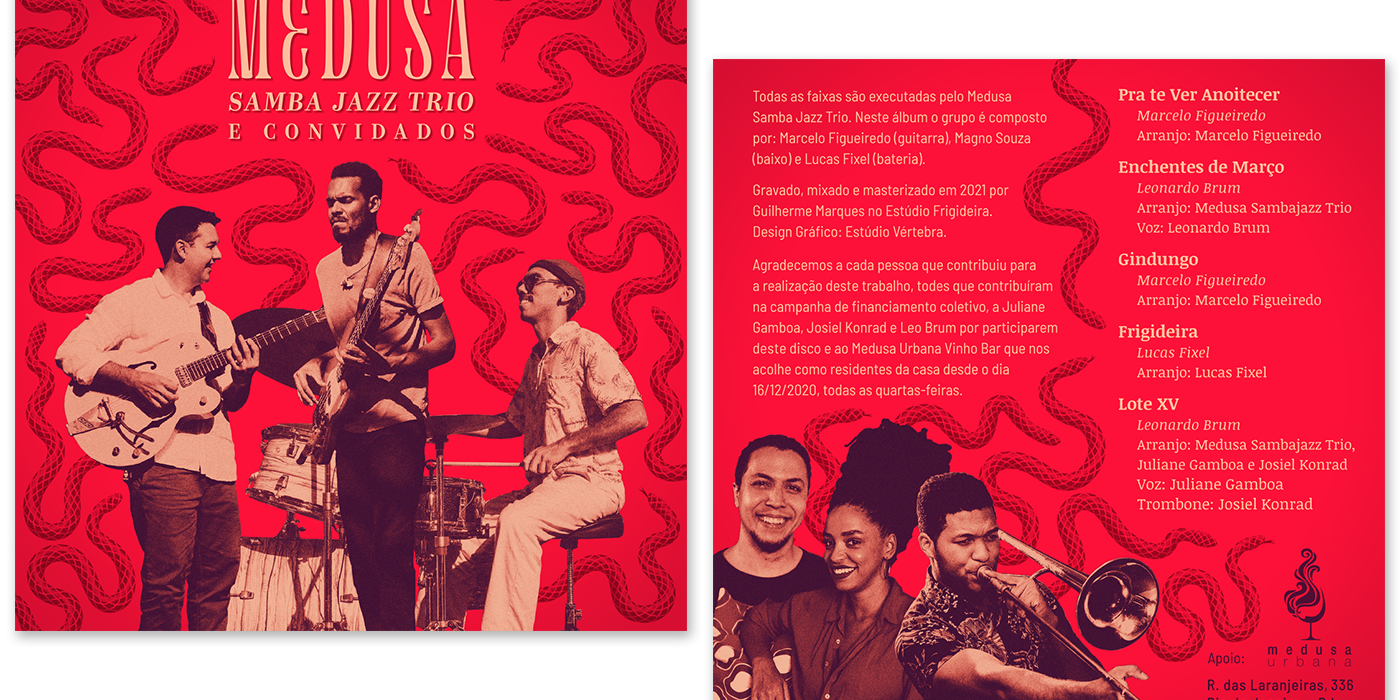 MEDUSA
SAMBA JAZZ TRIO
E CONVIDADOS
Todas as faixas são executadas pelo Medusa
Samba Jazz Trio. Neste álbum o grupo é composto
por: Marcelo Figueiredo (guitarra), Magno Souza
(baixo) e Lucas Fixel (bateria).
Gravado, mixado e masterizado em 2021 por
Guilherme Marques no Estúdio Frigideira.
Design Gráfico: Estúdio Vértebra.
Agradecemos a cada pessoa que contribuiu para
a realização deste trabalho, todes que contribuíram
na campanha de financiamento coletivo, a Juliane
Gamboa, Josiel Konrad e Leo Brum por participarem
deste disco e ao Medusa Urbana Vinho Bar que nos
acolhe como residentes da casa desde o dia
16/12/2020, todas as quartas-feiras.
Pra te Ver Anoitecer
Marcelo Figueiredo
Arranjo: Marcelo Figueiredo
Enchentes de Março
Leonardo Brum
Arranjo: Medusa Sambajazz Trio
Voz: Leonardo Brum
Gindungo
Marcelo Figueiredo
Arranjo: Marcelo Figueiredo
Frigideira
Lucas Fixel
Arranjo: Lucas Fixel
Lote XV
Leonardo Brum
Arranjo: Medusa Sambajazz Trio,
Juliane Gamboa e Josiel Konrad
Voz: Juliane Gamboa
Trombone: Josiel Konrad
Apoio:
medusa
urbana
R. das Laranjeiras, 336